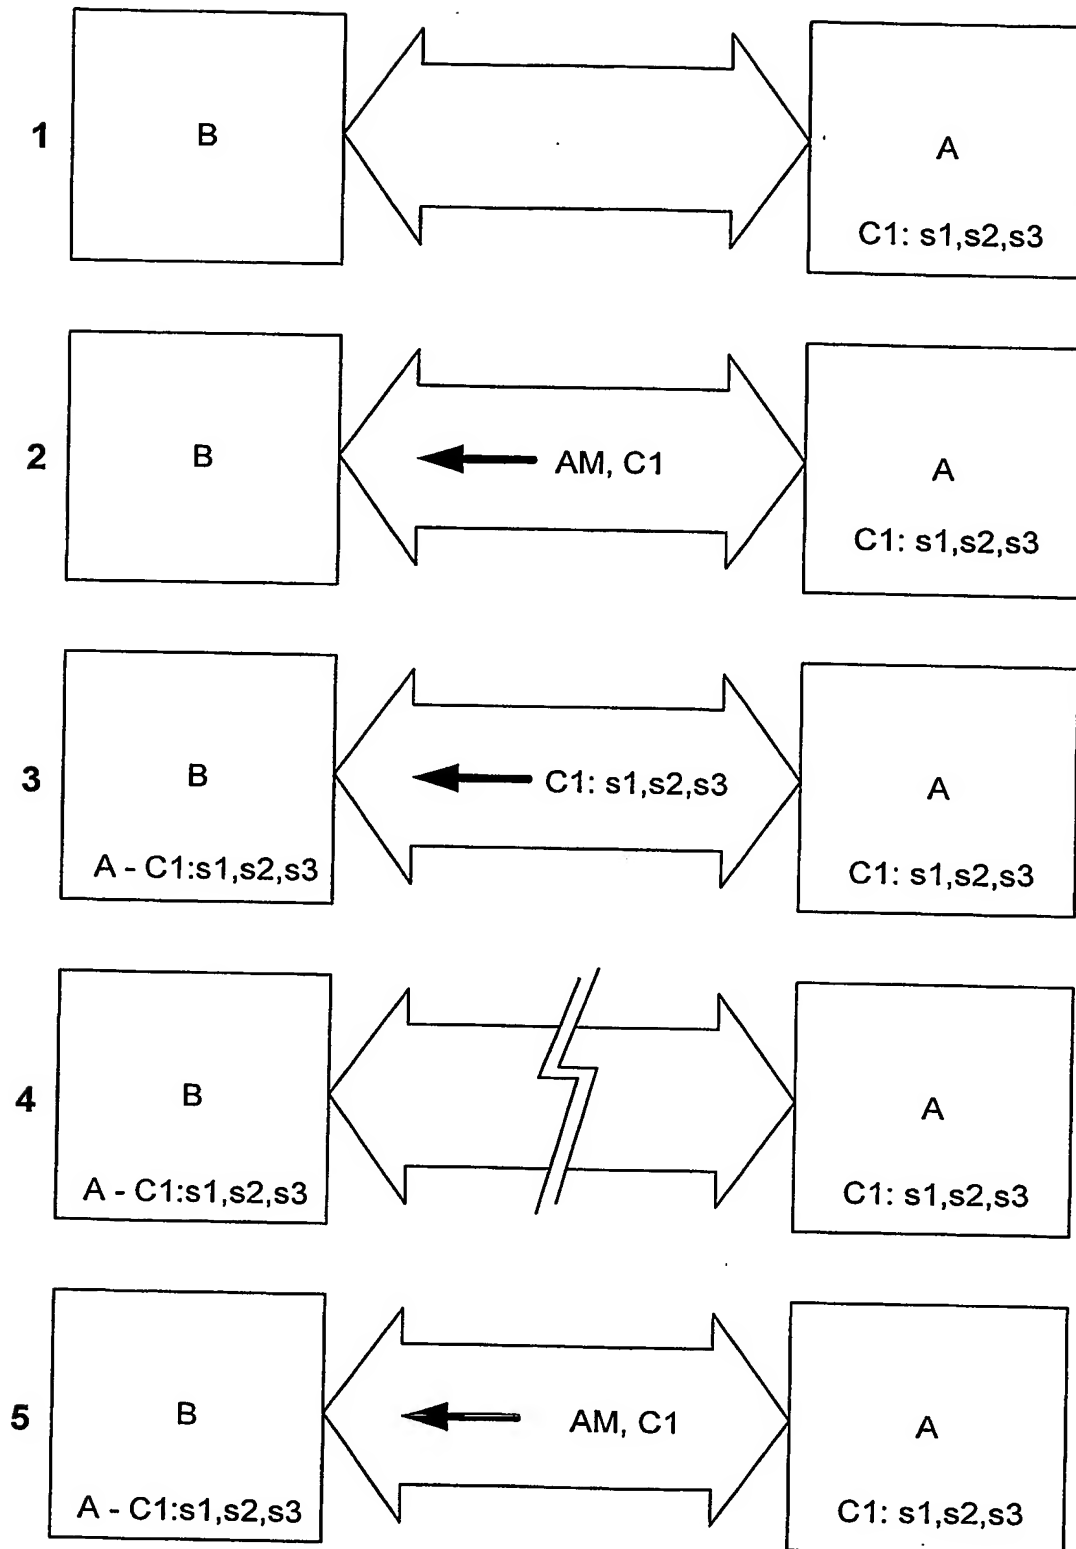 1
B
A
C1: s1,s2,s3
2
B
AM, C1
A
C1: s1,s2,s3
3
B
A - C1:s1,s2,s3
C1: s1,s2,s3
A
C1: s1,s2,s3
4
B
A - C1:s1,s2,s3
A
C1: s1,s2,s3
5
B
A - C1:s1,s2,s3
AM, C1
A
C1: s1,s2,s3